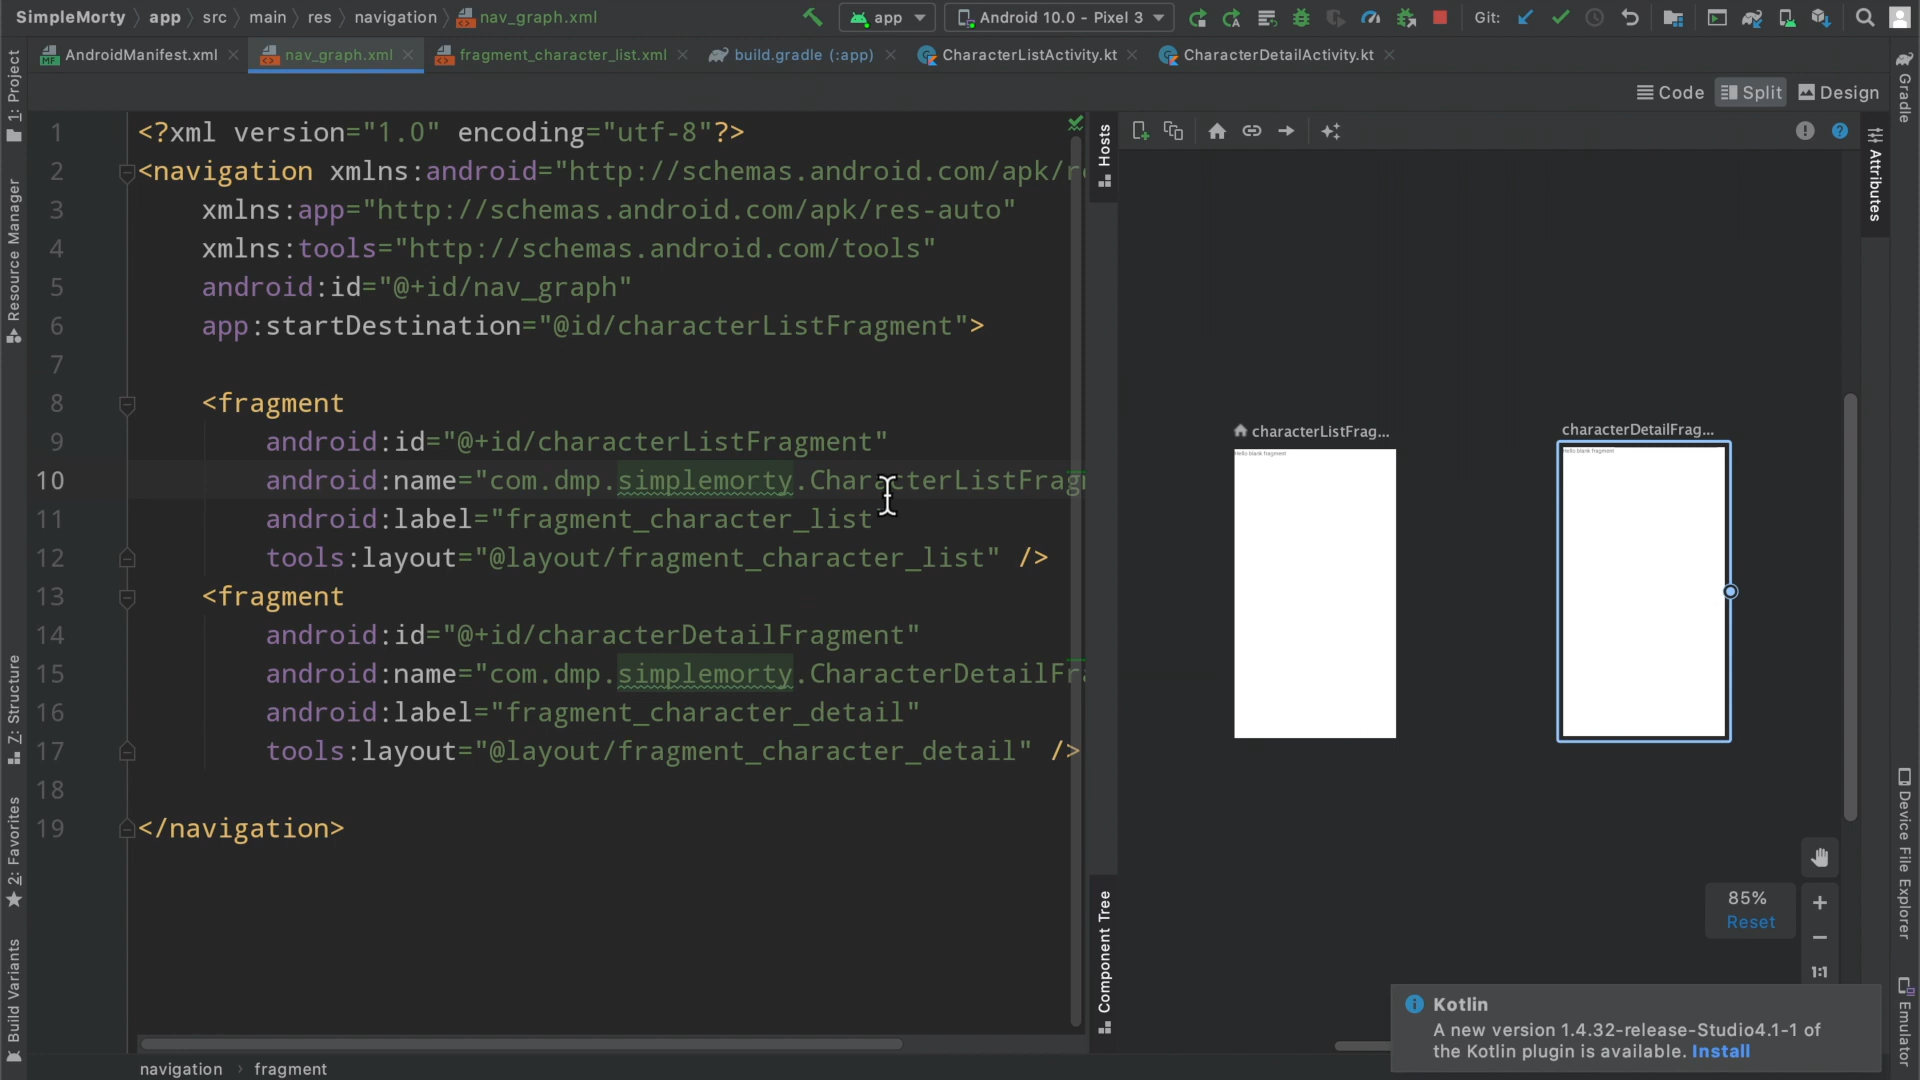 SimpleMorty app src main res navigation nav_graph.xml app Android 10.0 - Pixel 3 Git:
AndroidManifest.xml nav_graph.xml fragment_character_list.xml build.gradle (:app) CharacterListActivity.kt CharacterDetailActivity.kt
Code Split Design
1: Project
Resource Manager
Z: Structure
2: Favorites
Build Variants
1 <?xml version="1.0" encoding="utf-8"?>
2 <navigation xmlns:android="http://schemas.android.com/apk/r
3 xmlns:app="http://schemas.android.com/apk/res-auto"
4 xmlns:tools="http://schemas.android.com/tools"
5 android:id="@+id/nav_graph"
6 app:startDestination="@id/characterListFragment">
7
8 <fragment
9 android:id="@+id/characterListFragment"
10 android:name="com.dmp.simplemorty.CharacterListFrag
11 android:label="fragment_character_list"
12 tools:layout="@layout/fragment_character_list" />
13 <fragment
14 android:id="@+id/characterDetailFragment"
15 android:name="com.dmp.simplemorty.CharacterDetailFr
16 android:label="fragment_character_detail"
17 tools:layout="@layout/fragment_character_detail" />
18
19 </navigation>
navigation fragment
Hosts
Component Tree
characterListFrag...
Hello blank fragment
characterDetailFrag...
Hello blank fragment
85%
Reset
1:1
Kotlin
A new version 1.4.32-release-Studio4.1-1 of
the Kotlin plugin is available. Install
Gradle
Attributes
Device File Explorer
Emulator